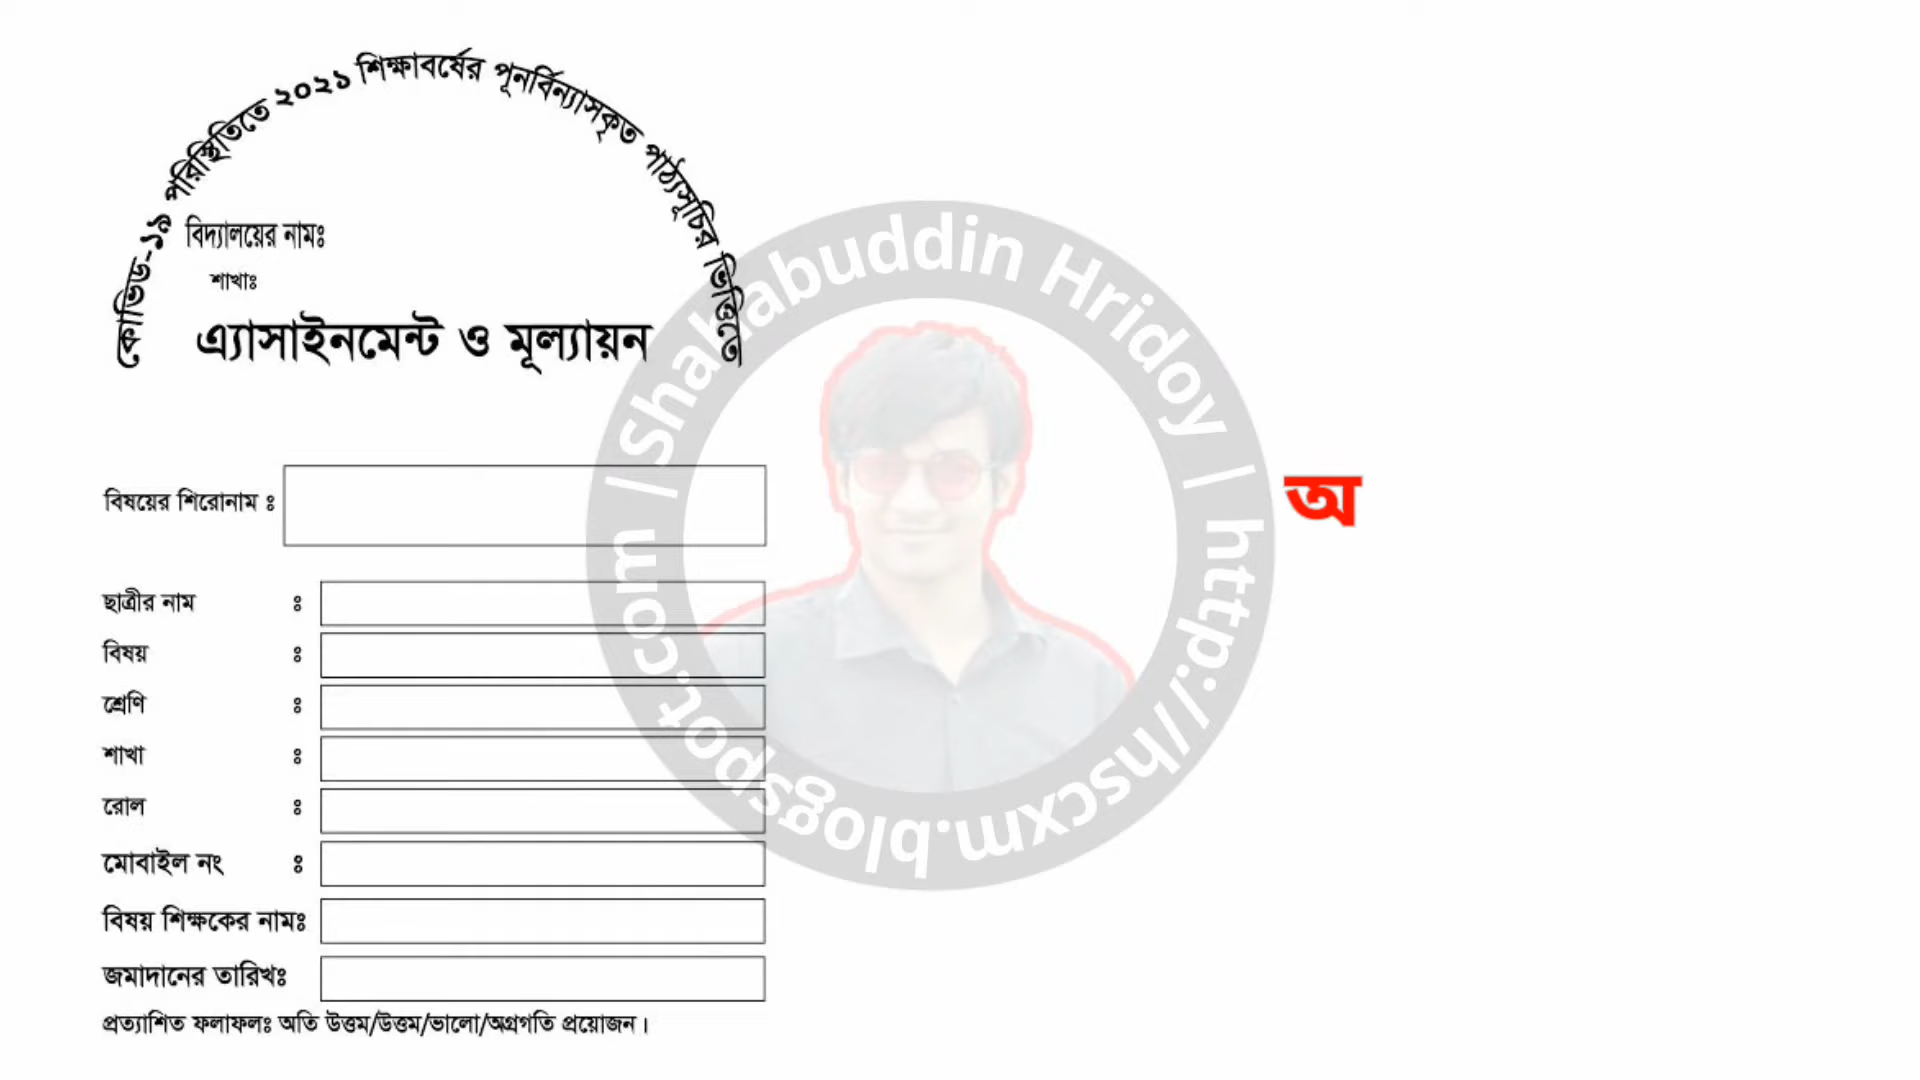 কোভিড-১৯ পরিস্থিতিতে ২০২১ শিক্ষাবর্ষের পূনর্বিন্যাসকৃত পাঠ্যসূচির ভিত্তিতে
বিদ্যালয়ের নামঃ
শাখাঃ
এ্যাসাইনমেন্ট ও মূল্যায়ন
বিষয়ের শিরোনাম ঃ
ছাত্রীর নাম ঃ
বিষয় ঃ
শ্রেণি ঃ
শাখা ঃ
রোল ঃ
মোবাইল নং ঃ
বিষয় শিক্ষকের নামঃ
জমাদানের তারিখঃ
প্রত্যাশিত ফলাফলঃ অতি উত্তম/উত্তম/ভালো/অগ্রগতি প্রয়োজন।
|Shahabuddin Hridoy | http://hscxm.blogspot.com
অ